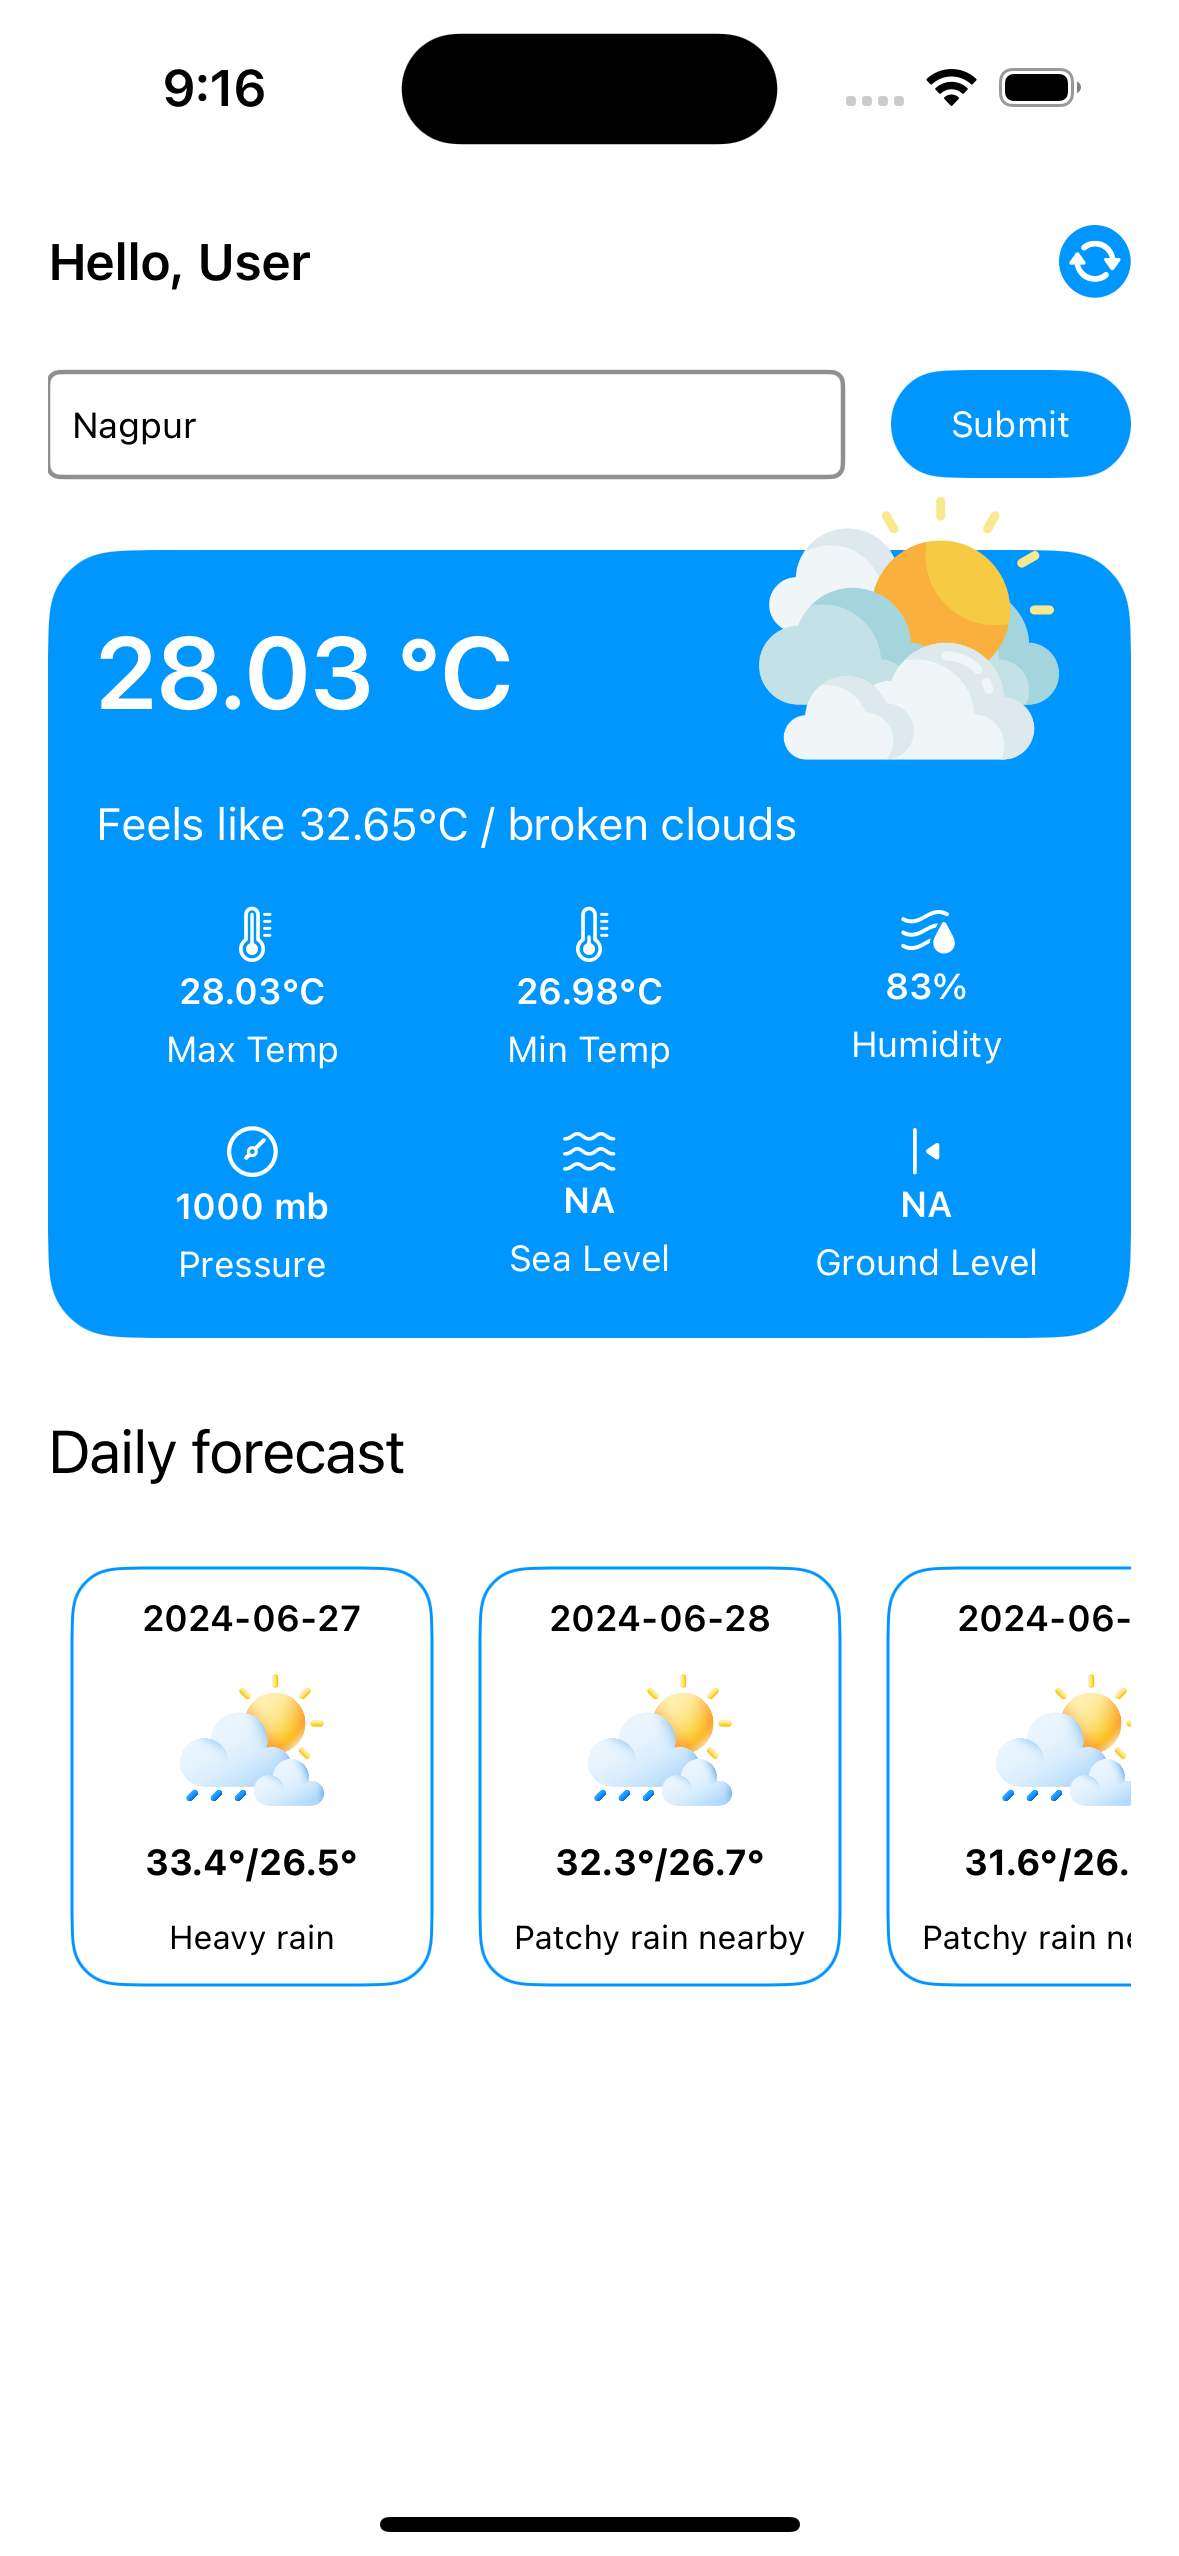 9:16
Hello, User
Nagpur
Submit
28.03 °C
Feels like 32.65°C / broken clouds
28.03°C
Max Temp
26.98°C
Min Temp
83%
Humidity
1000 mb
Pressure
NA
Sea Level
NA
Ground Level
Daily forecast
2024-06-27
33.4°/26.5°
Heavy rain
2024-06-28
32.3°/26.7°
Patchy rain nearby
2024-06-
31.6°/26.
Patchy rain